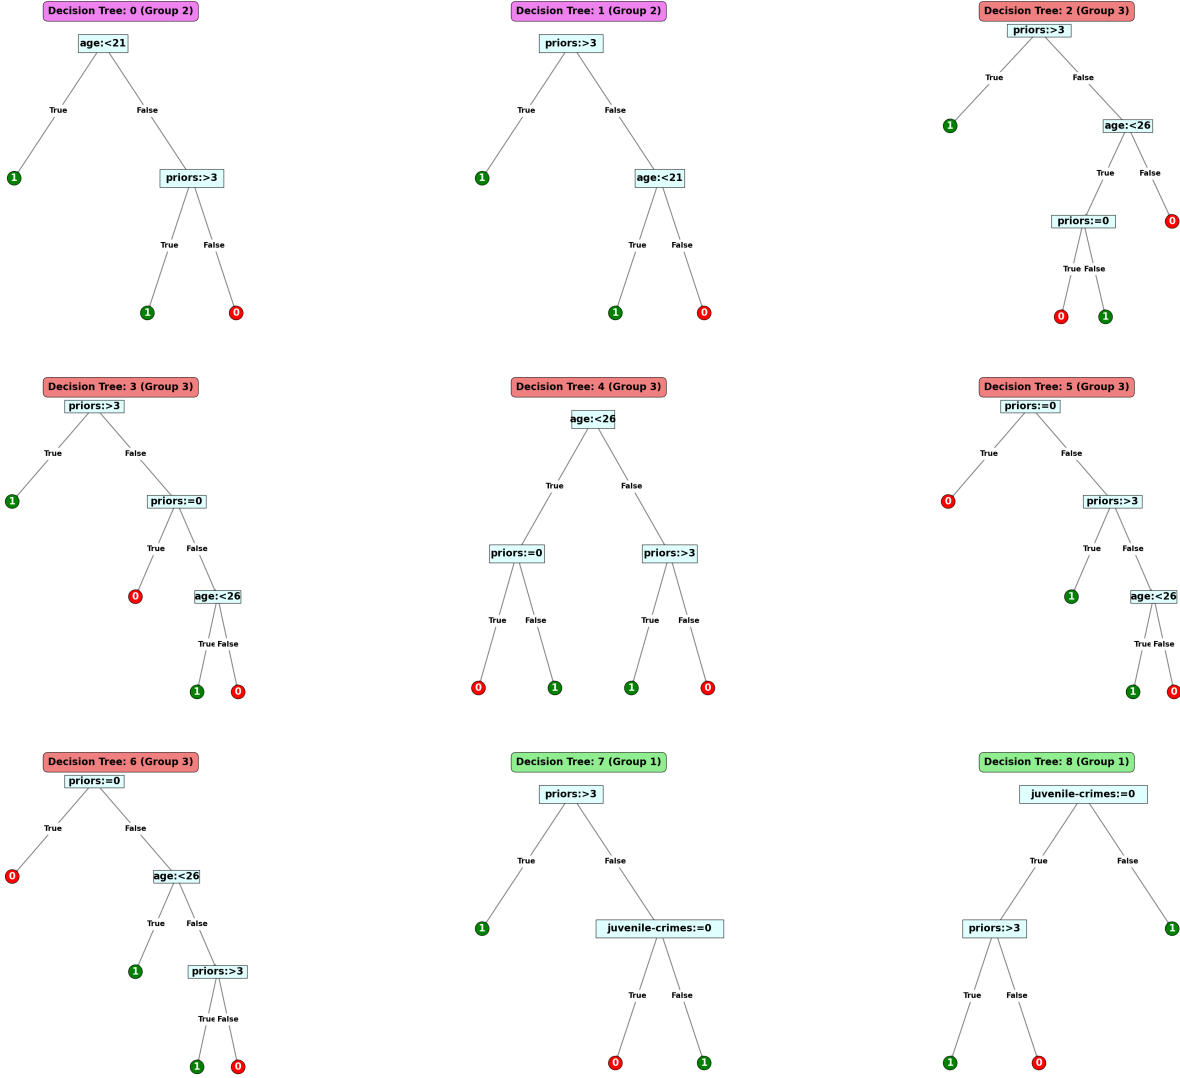 Decision Tree: 0 (Group 2)
age:<21
True
False
1
priors:>3
True
False
1
0
Decision Tree: 1 (Group 2)
priors:>3
True
False
1
age:<21
True
False
1
0
Decision Tree: 2 (Group 3)
priors:>3
True
False
1
age:<26
True
False
priors:=0
0
True
False
0
1
Decision Tree: 3 (Group 3)
priors:>3
True
False
1
priors:=0
True
False
0
age:<26
True
False
1
0
Decision Tree: 4 (Group 3)
age:<26
True
False
priors:=0
priors:>3
True
False
True
False
0
1
1
0
Decision Tree: 5 (Group 3)
priors:=0
True
False
0
priors:>3
True
False
1
age:<26
True
False
1
0
Decision Tree: 6 (Group 3)
priors:=0
True
False
0
age:<26
True
False
1
priors:>3
True
False
1
0
Decision Tree: 7 (Group 1)
priors:>3
True
False
1
juvenile-crimes:=0
True
False
0
1
Decision Tree: 8 (Group 1)
juvenile-crimes:=0
True
False
priors:>3
1
True
False
1
0